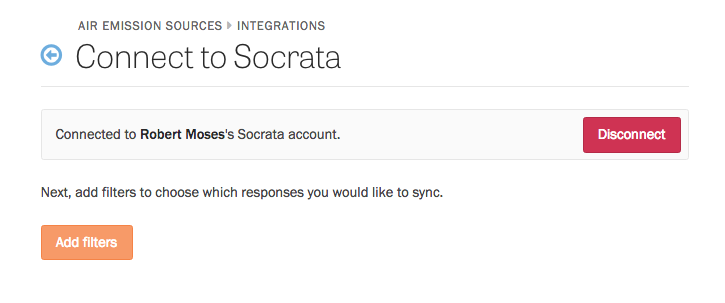 AIR EMISSION SOURCES ▸ INTEGRATIONS
Connect to Socrata
Connected to Robert Moses's Socrata account.
Disconnect
Next, add filters to choose which responses you would like to sync.
Add filters